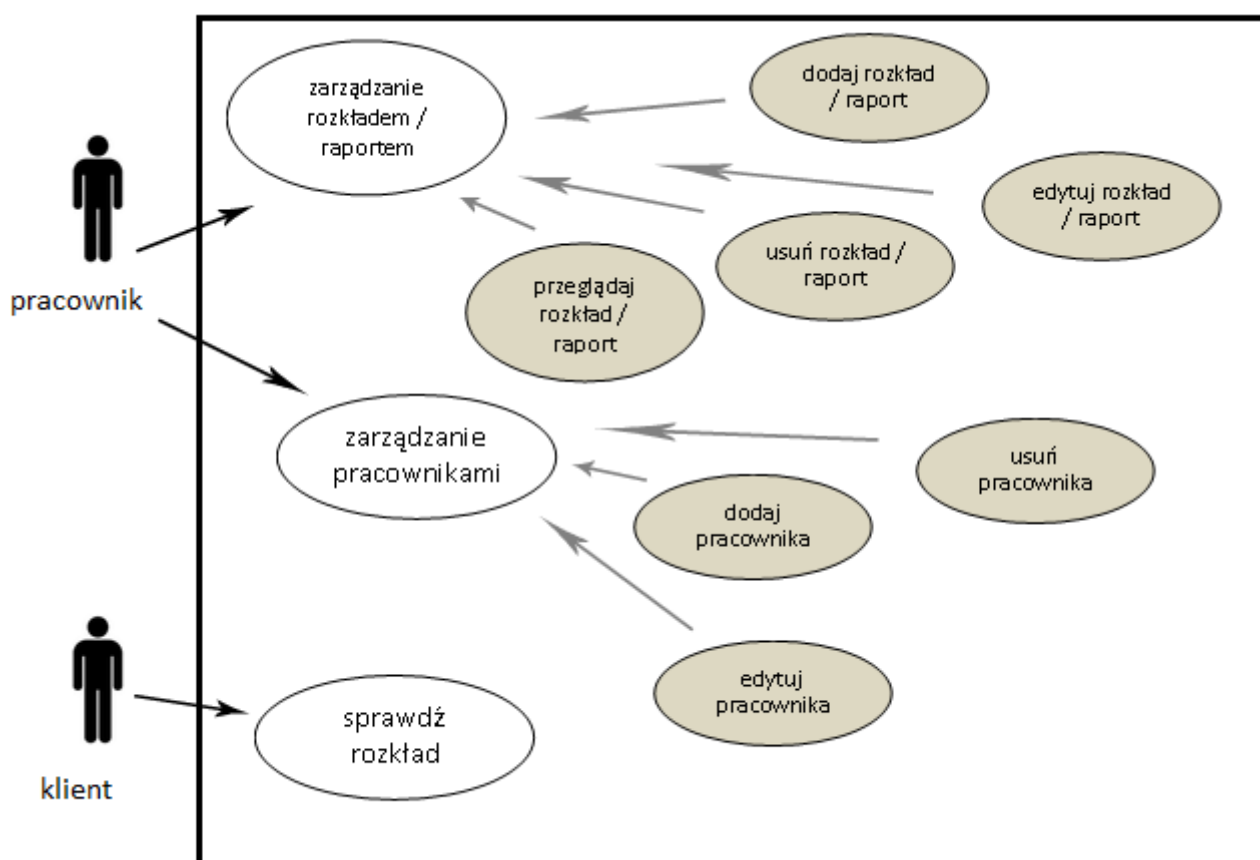 zarządzanie
rozkładem /
raportem
dodaj rozkład
/ raport
edytuj rozkład
/ raport
usuń rozkład /
raport
przeglądaj
rozkład /
raport
pracownik
zarządzanie
pracownikami
usuń
pracownika
dodaj
pracownika
edytuj
pracownika
sprawdź
rozkład
klient